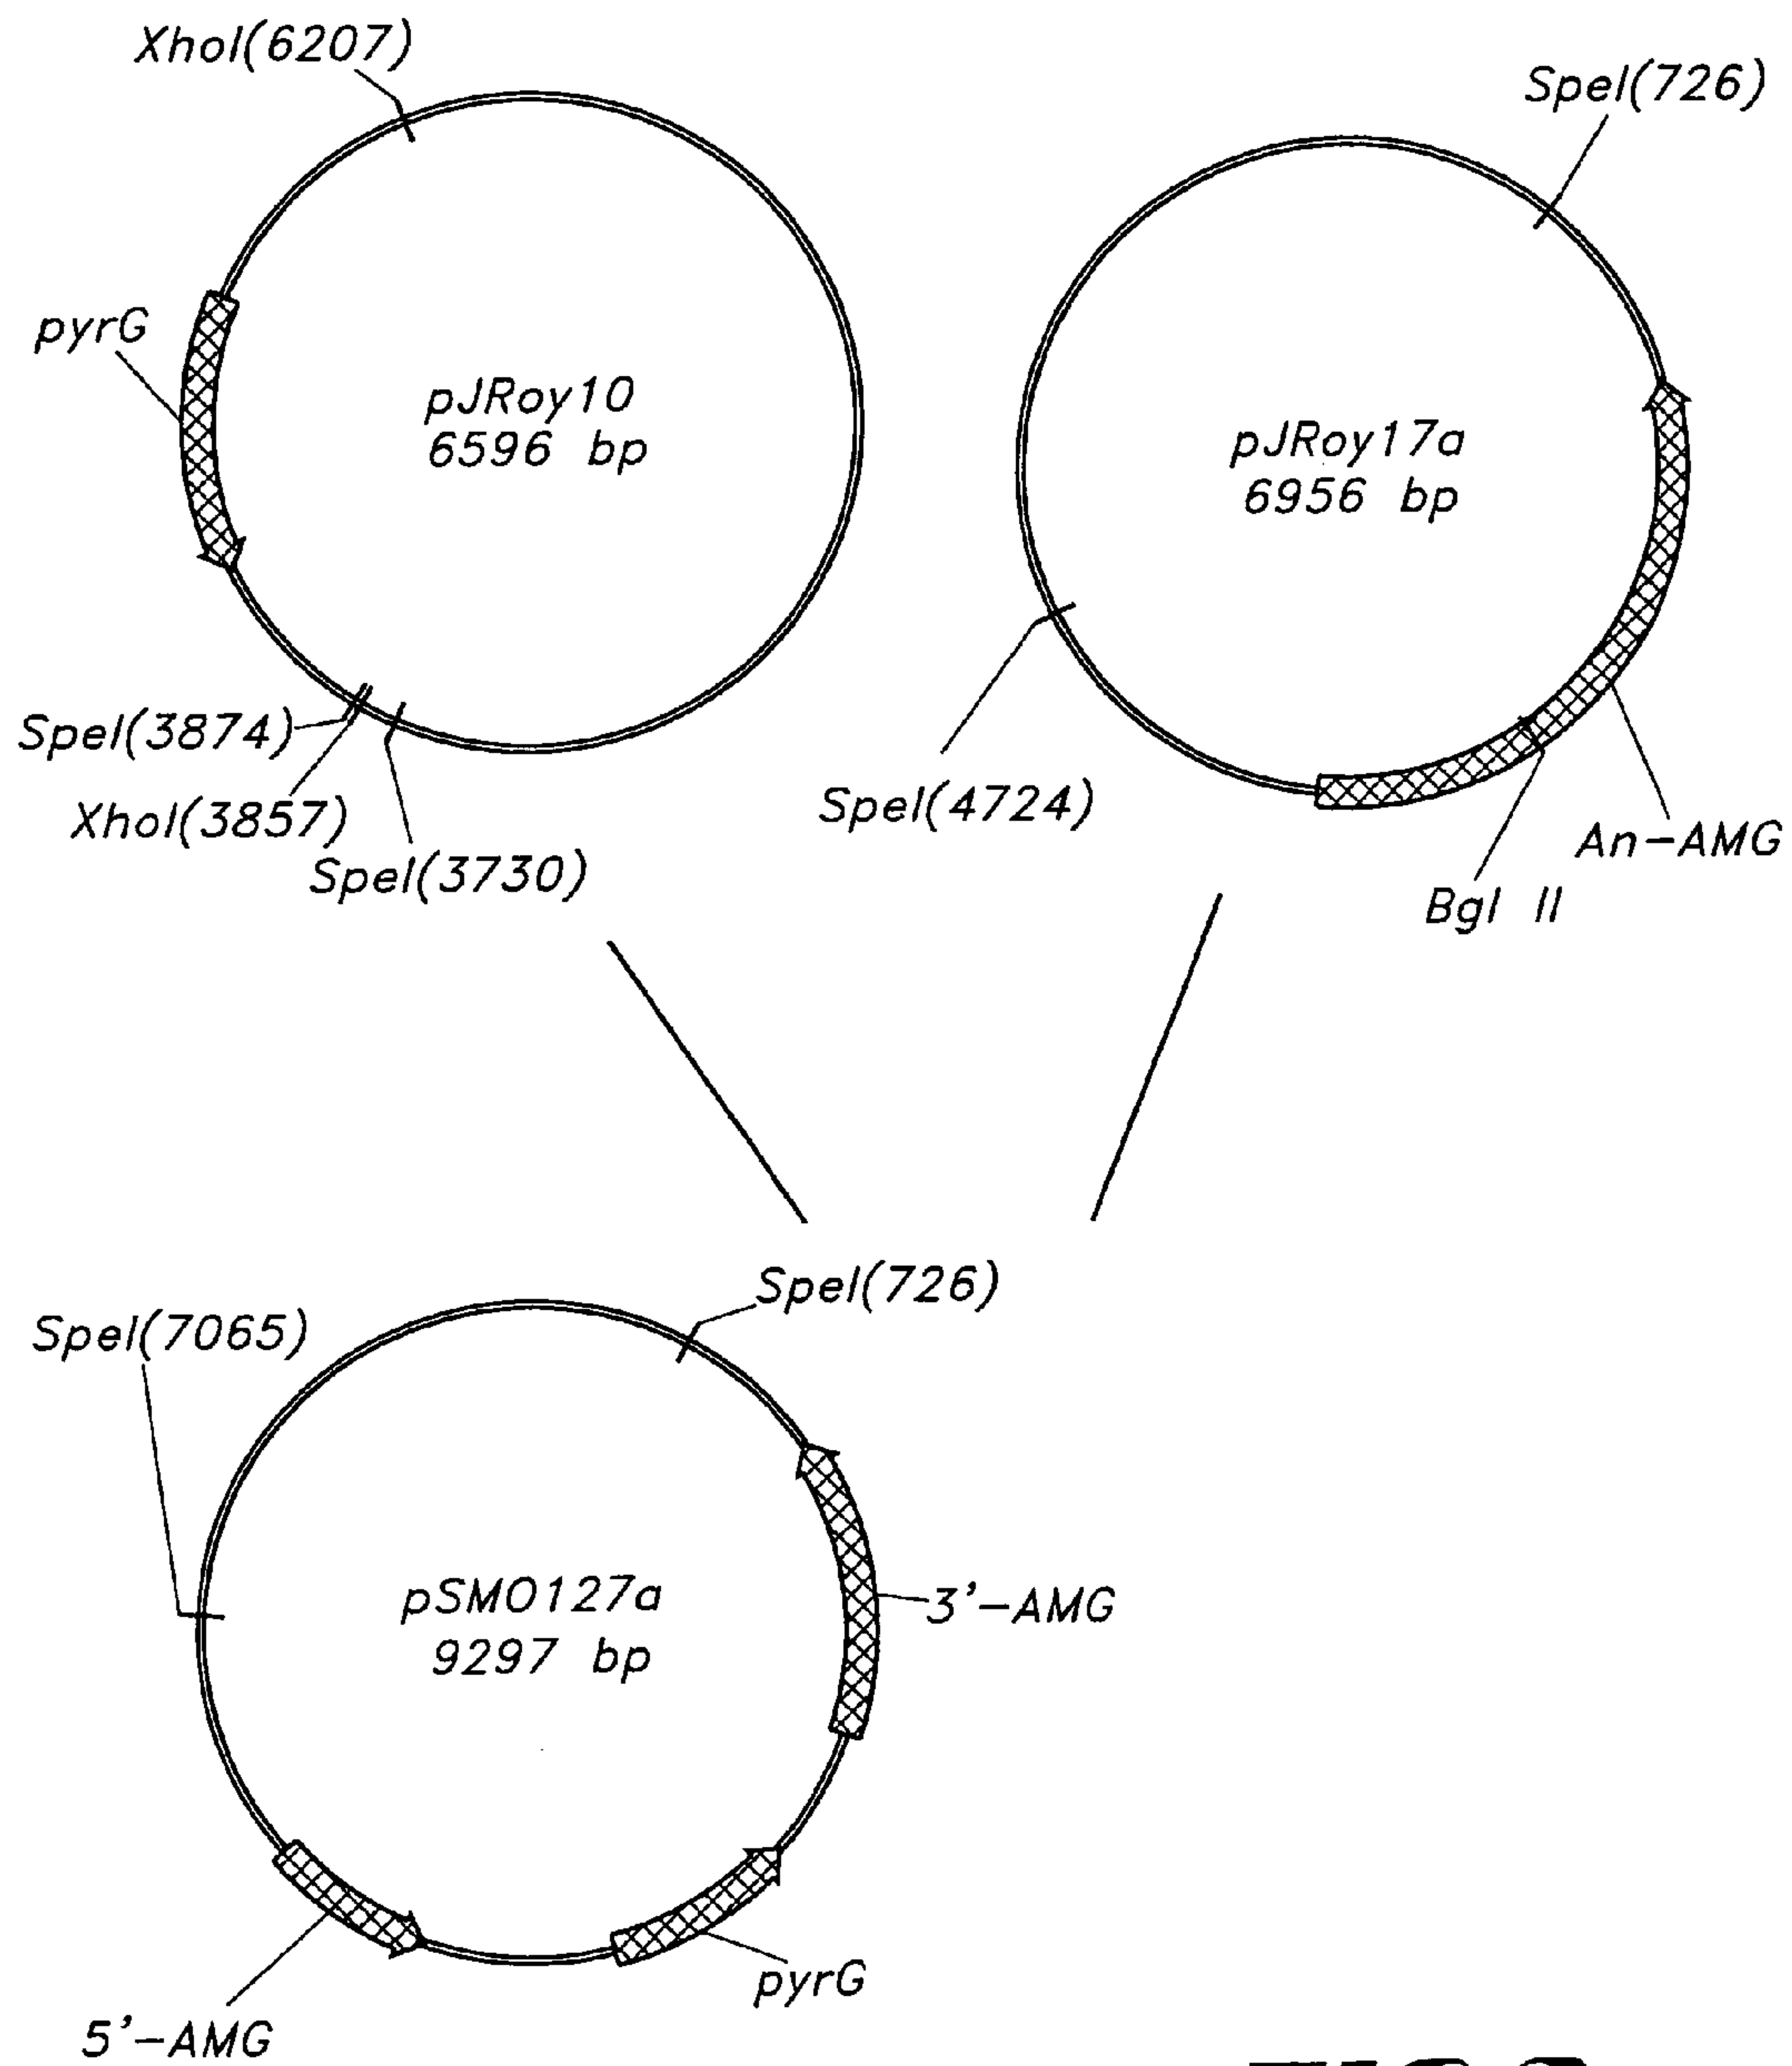 XhoI(6207)
SpeI(726)
pyrG
pJRoy10
6596 bp
pJRoy17a
6956 bp
SpeI(3874)
XhoI(3857)
SpeI(3730)
SpeI(4724)
An-AMG
Bgl II
SpeI(726)
SpeI(7065)
pSMO127a
9297 bp
3'-AMG
pyrG
5'-AMG